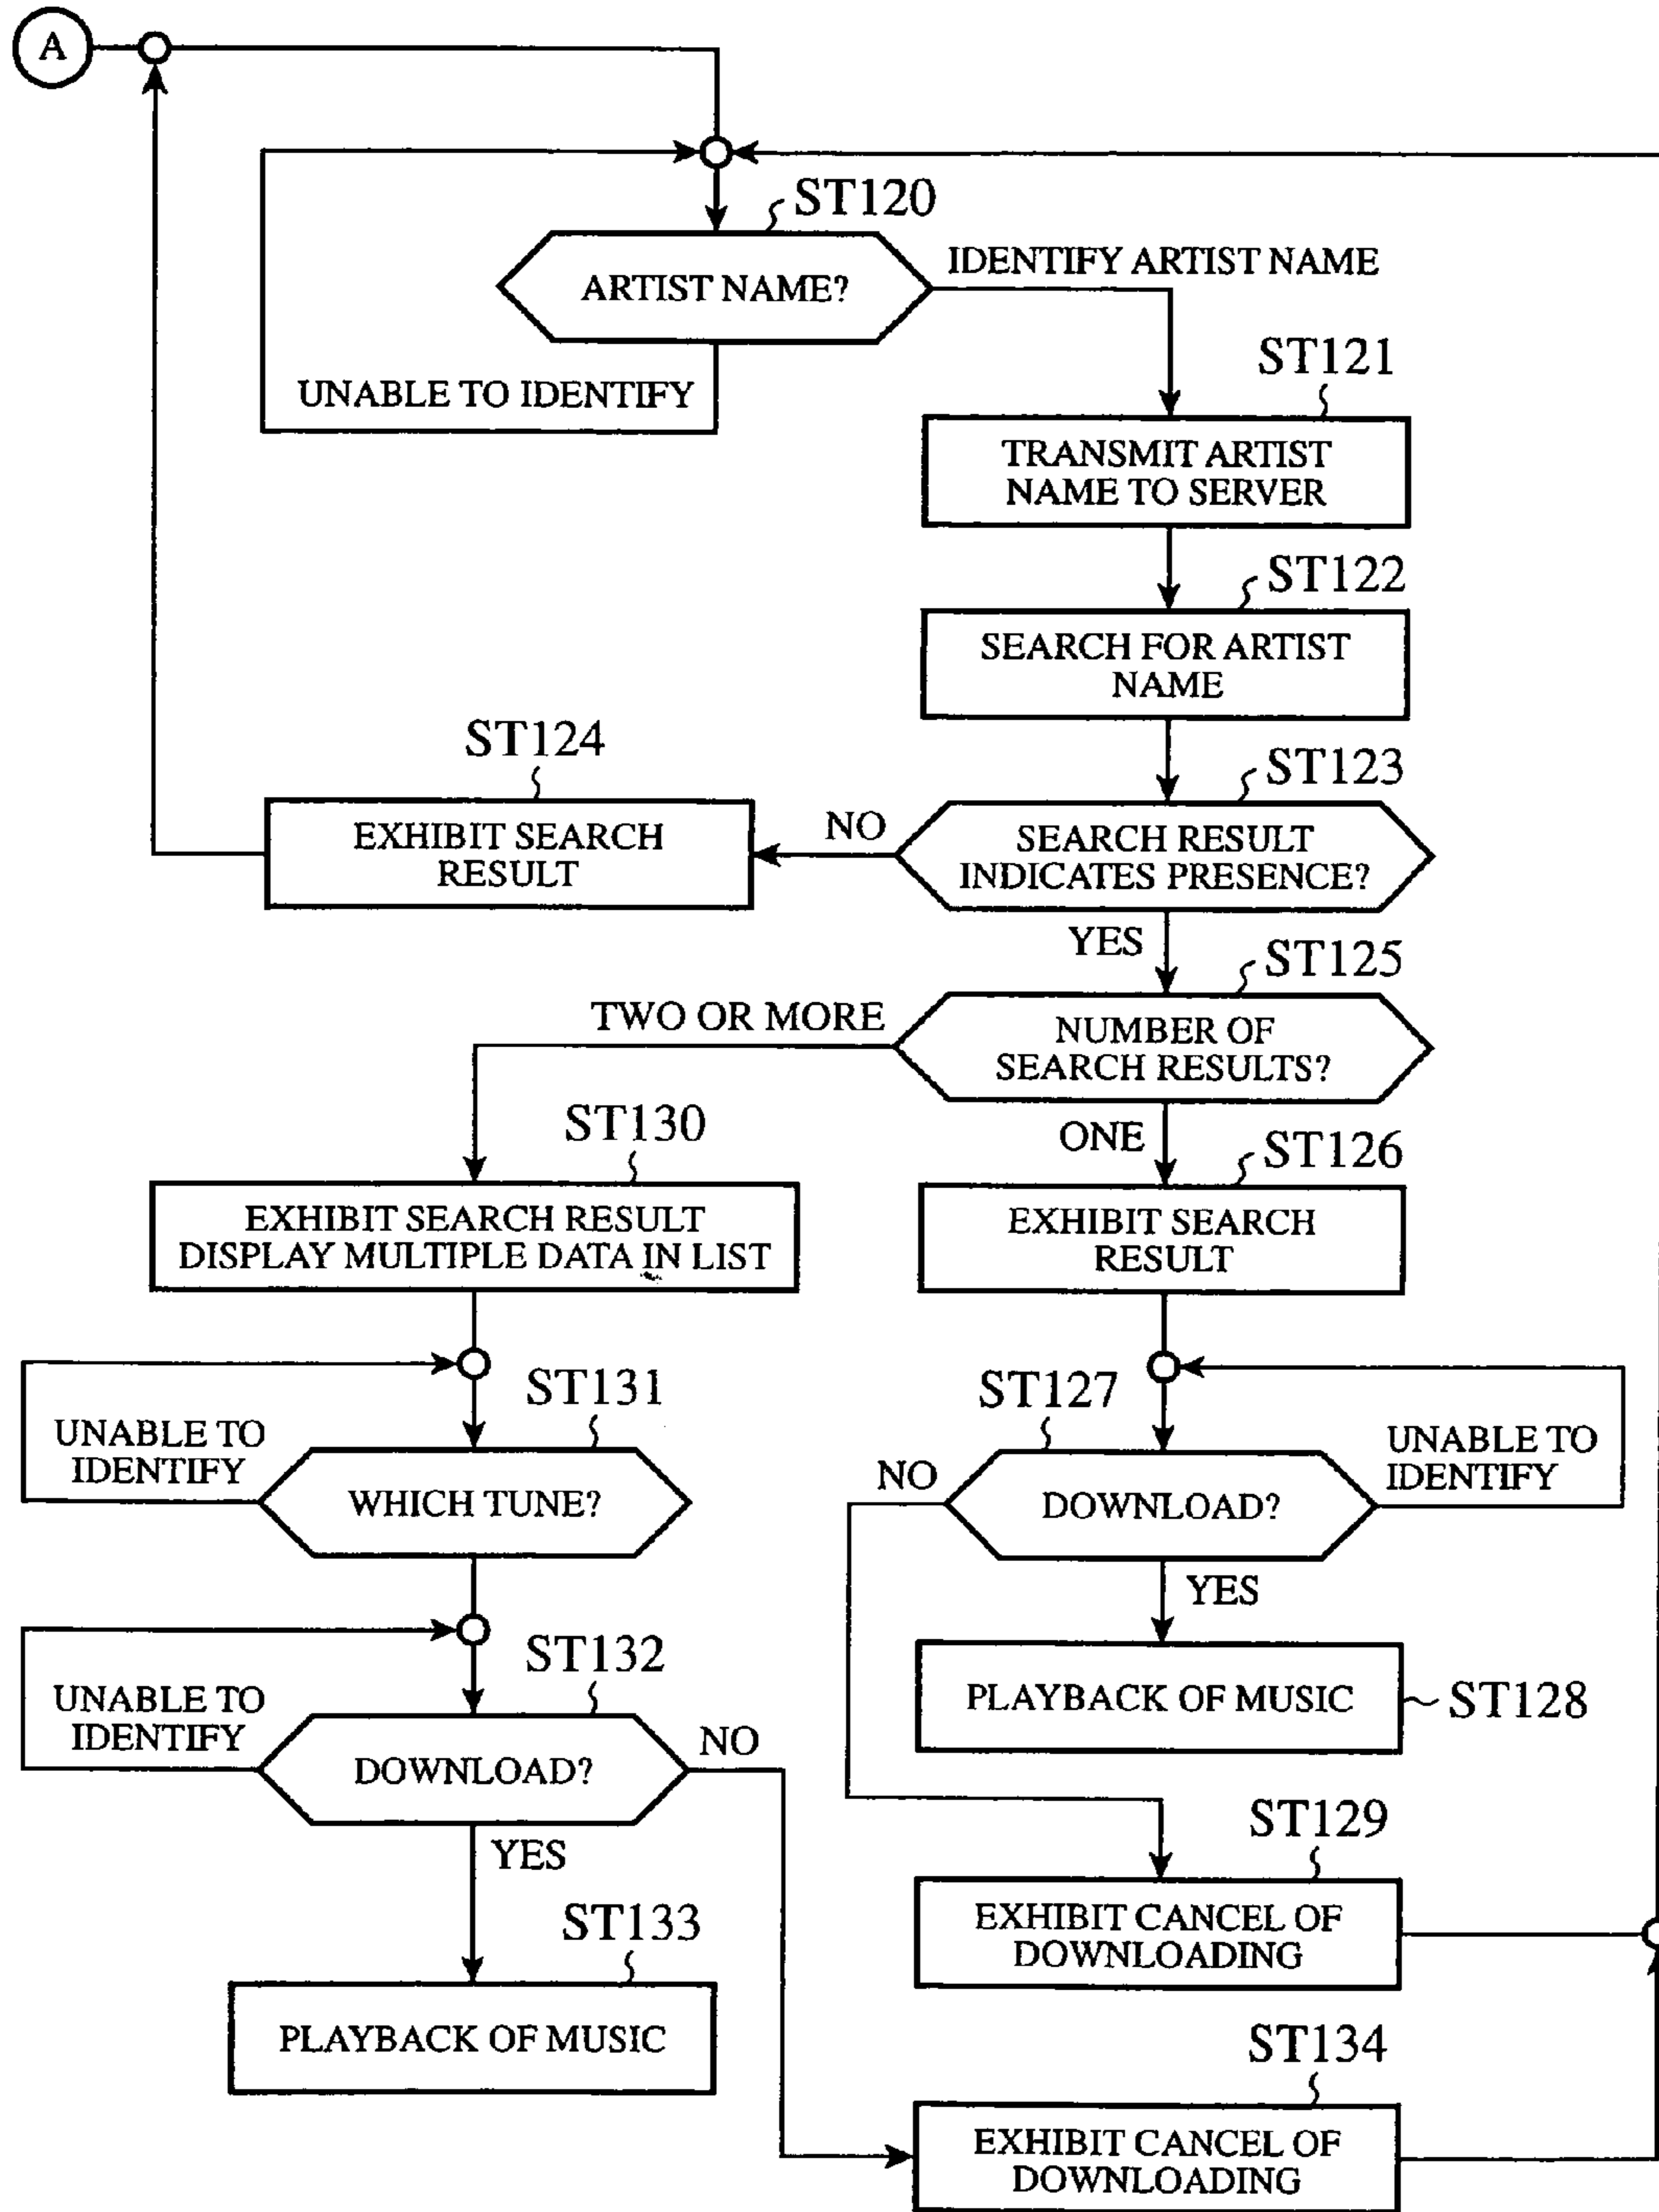 A
ST120
ARTIST NAME?
IDENTIFY ARTIST NAME
UNABLE TO IDENTIFY
ST121
TRANSMIT ARTIST
NAME TO SERVER
ST122
SEARCH FOR ARTIST
NAME
ST123
SEARCH RESULT
INDICATES PRESENCE?
NO
ST124
EXHIBIT SEARCH
RESULT
YES
ST125
NUMBER OF
SEARCH RESULTS?
TWO OR MORE
ONE
ST130
EXHIBIT SEARCH RESULT
DISPLAY MULTIPLE DATA IN LIST
ST126
EXHIBIT SEARCH
RESULT
ST131
UNABLE TO
IDENTIFY
WHICH TUNE?
ST127
NO
DOWNLOAD?
UNABLE TO
IDENTIFY
YES
PLAYBACK OF MUSIC
ST128
ST132
UNABLE TO
IDENTIFY
DOWNLOAD?
NO
YES
ST133
PLAYBACK OF MUSIC
ST129
EXHIBIT CANCEL OF
DOWNLOADING
ST134
EXHIBIT CANCEL OF
DOWNLOADING